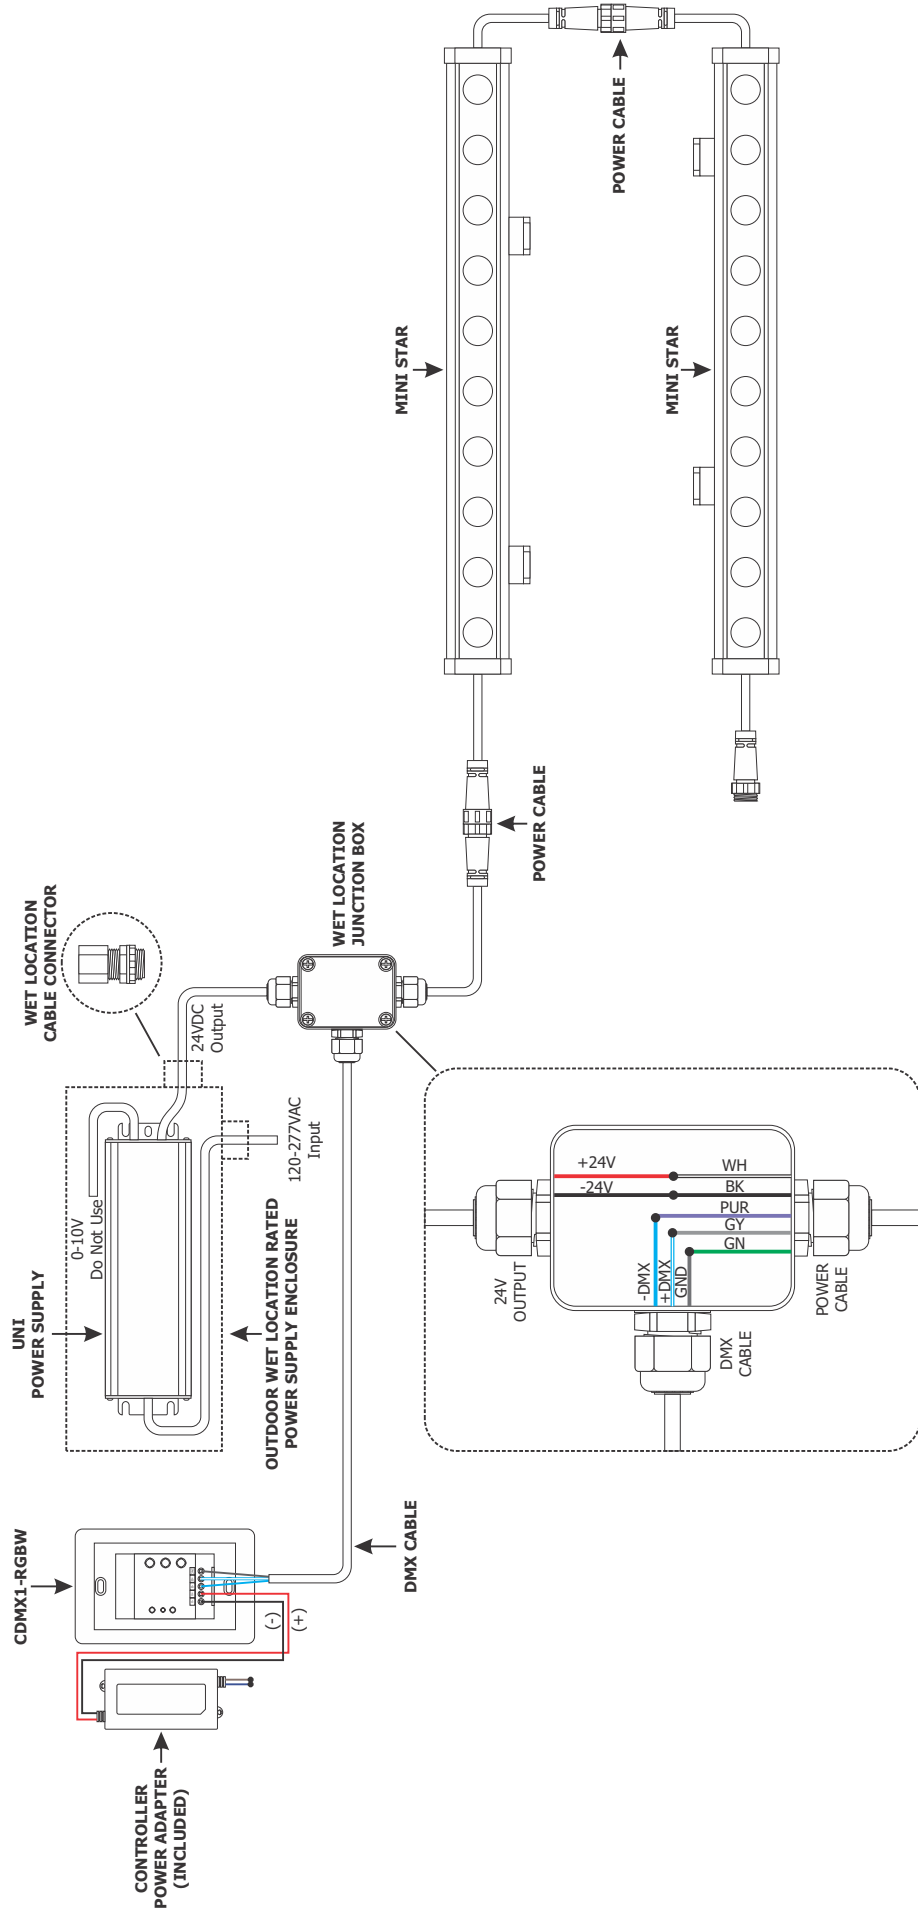 CONTROLLER
POWER ADAPTER
(INCLUDED)
CDMX1-RGBW
(-)
(+)
DMX CABLE
UNI
POWER SUPPLY
0-10V
Do Not Use
OUTDOOR WET LOCATION RATED
POWER SUPPLY ENCLOSURE
120-277VAC
Input
24VDC
Output
WET LOCATION
CABLE CONNECTOR
WET LOCATION
JUNCTION BOX
POWER CABLE
MINI STAR
POWER CABLE
MINI STAR
24V
OUTPUT
+24V
-24V
WH
BK
PUR
GY
GN
-DMX
+DMX
GND
DMX
CABLE
POWER
CABLE